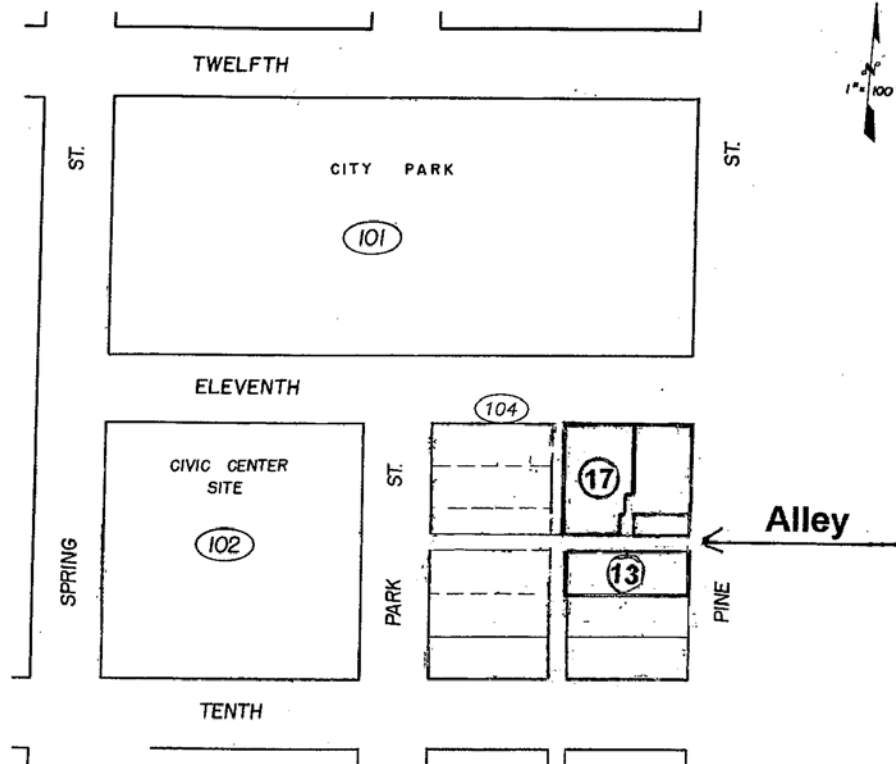 TWELFTH
N
1"= 100
ST.
ST.
CITY PARK
101
ELEVENTH
104
CIVIC CENTER
SITE
ST.
17
Alley
102
13
SPRING
PARK
PINE
TENTH